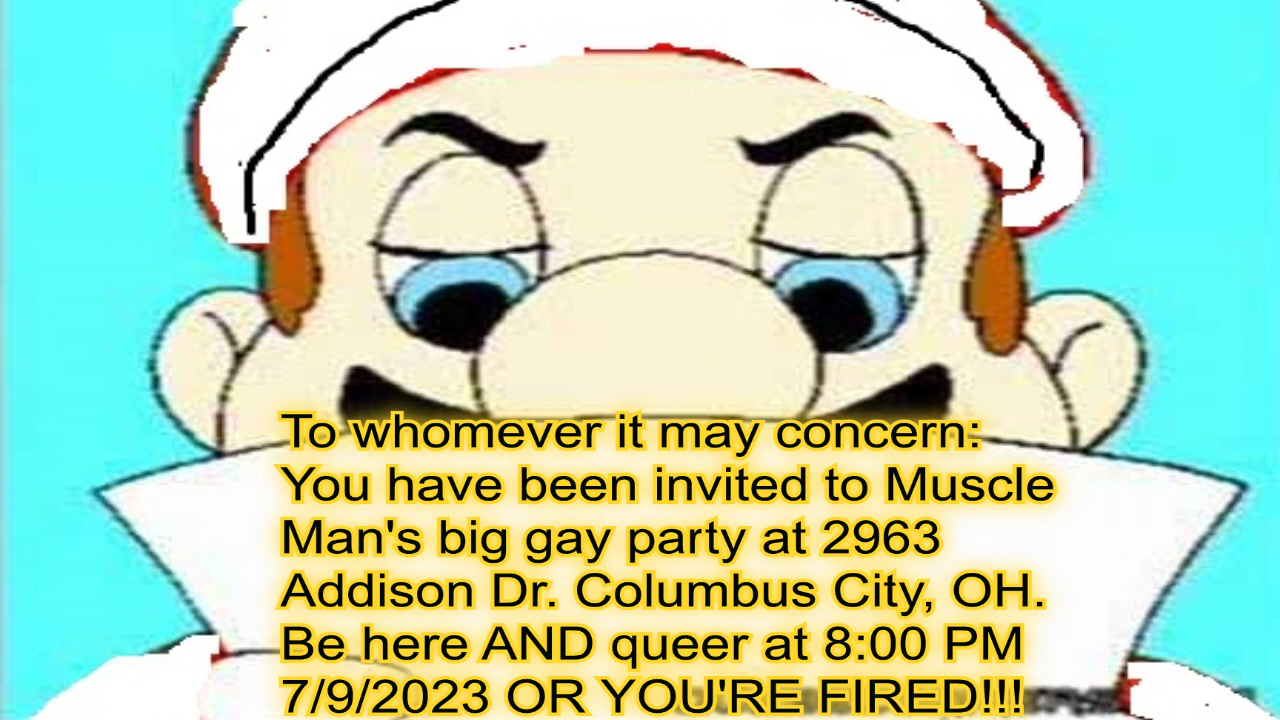 To whomever it may concern:
You have been invited to Muscle
Man's big gay party at 2963
Addison Dr. Columbus City, OH.
Be here AND queer at 8:00 PM
7/9/2023 OR YOU'RE FIRED!!!